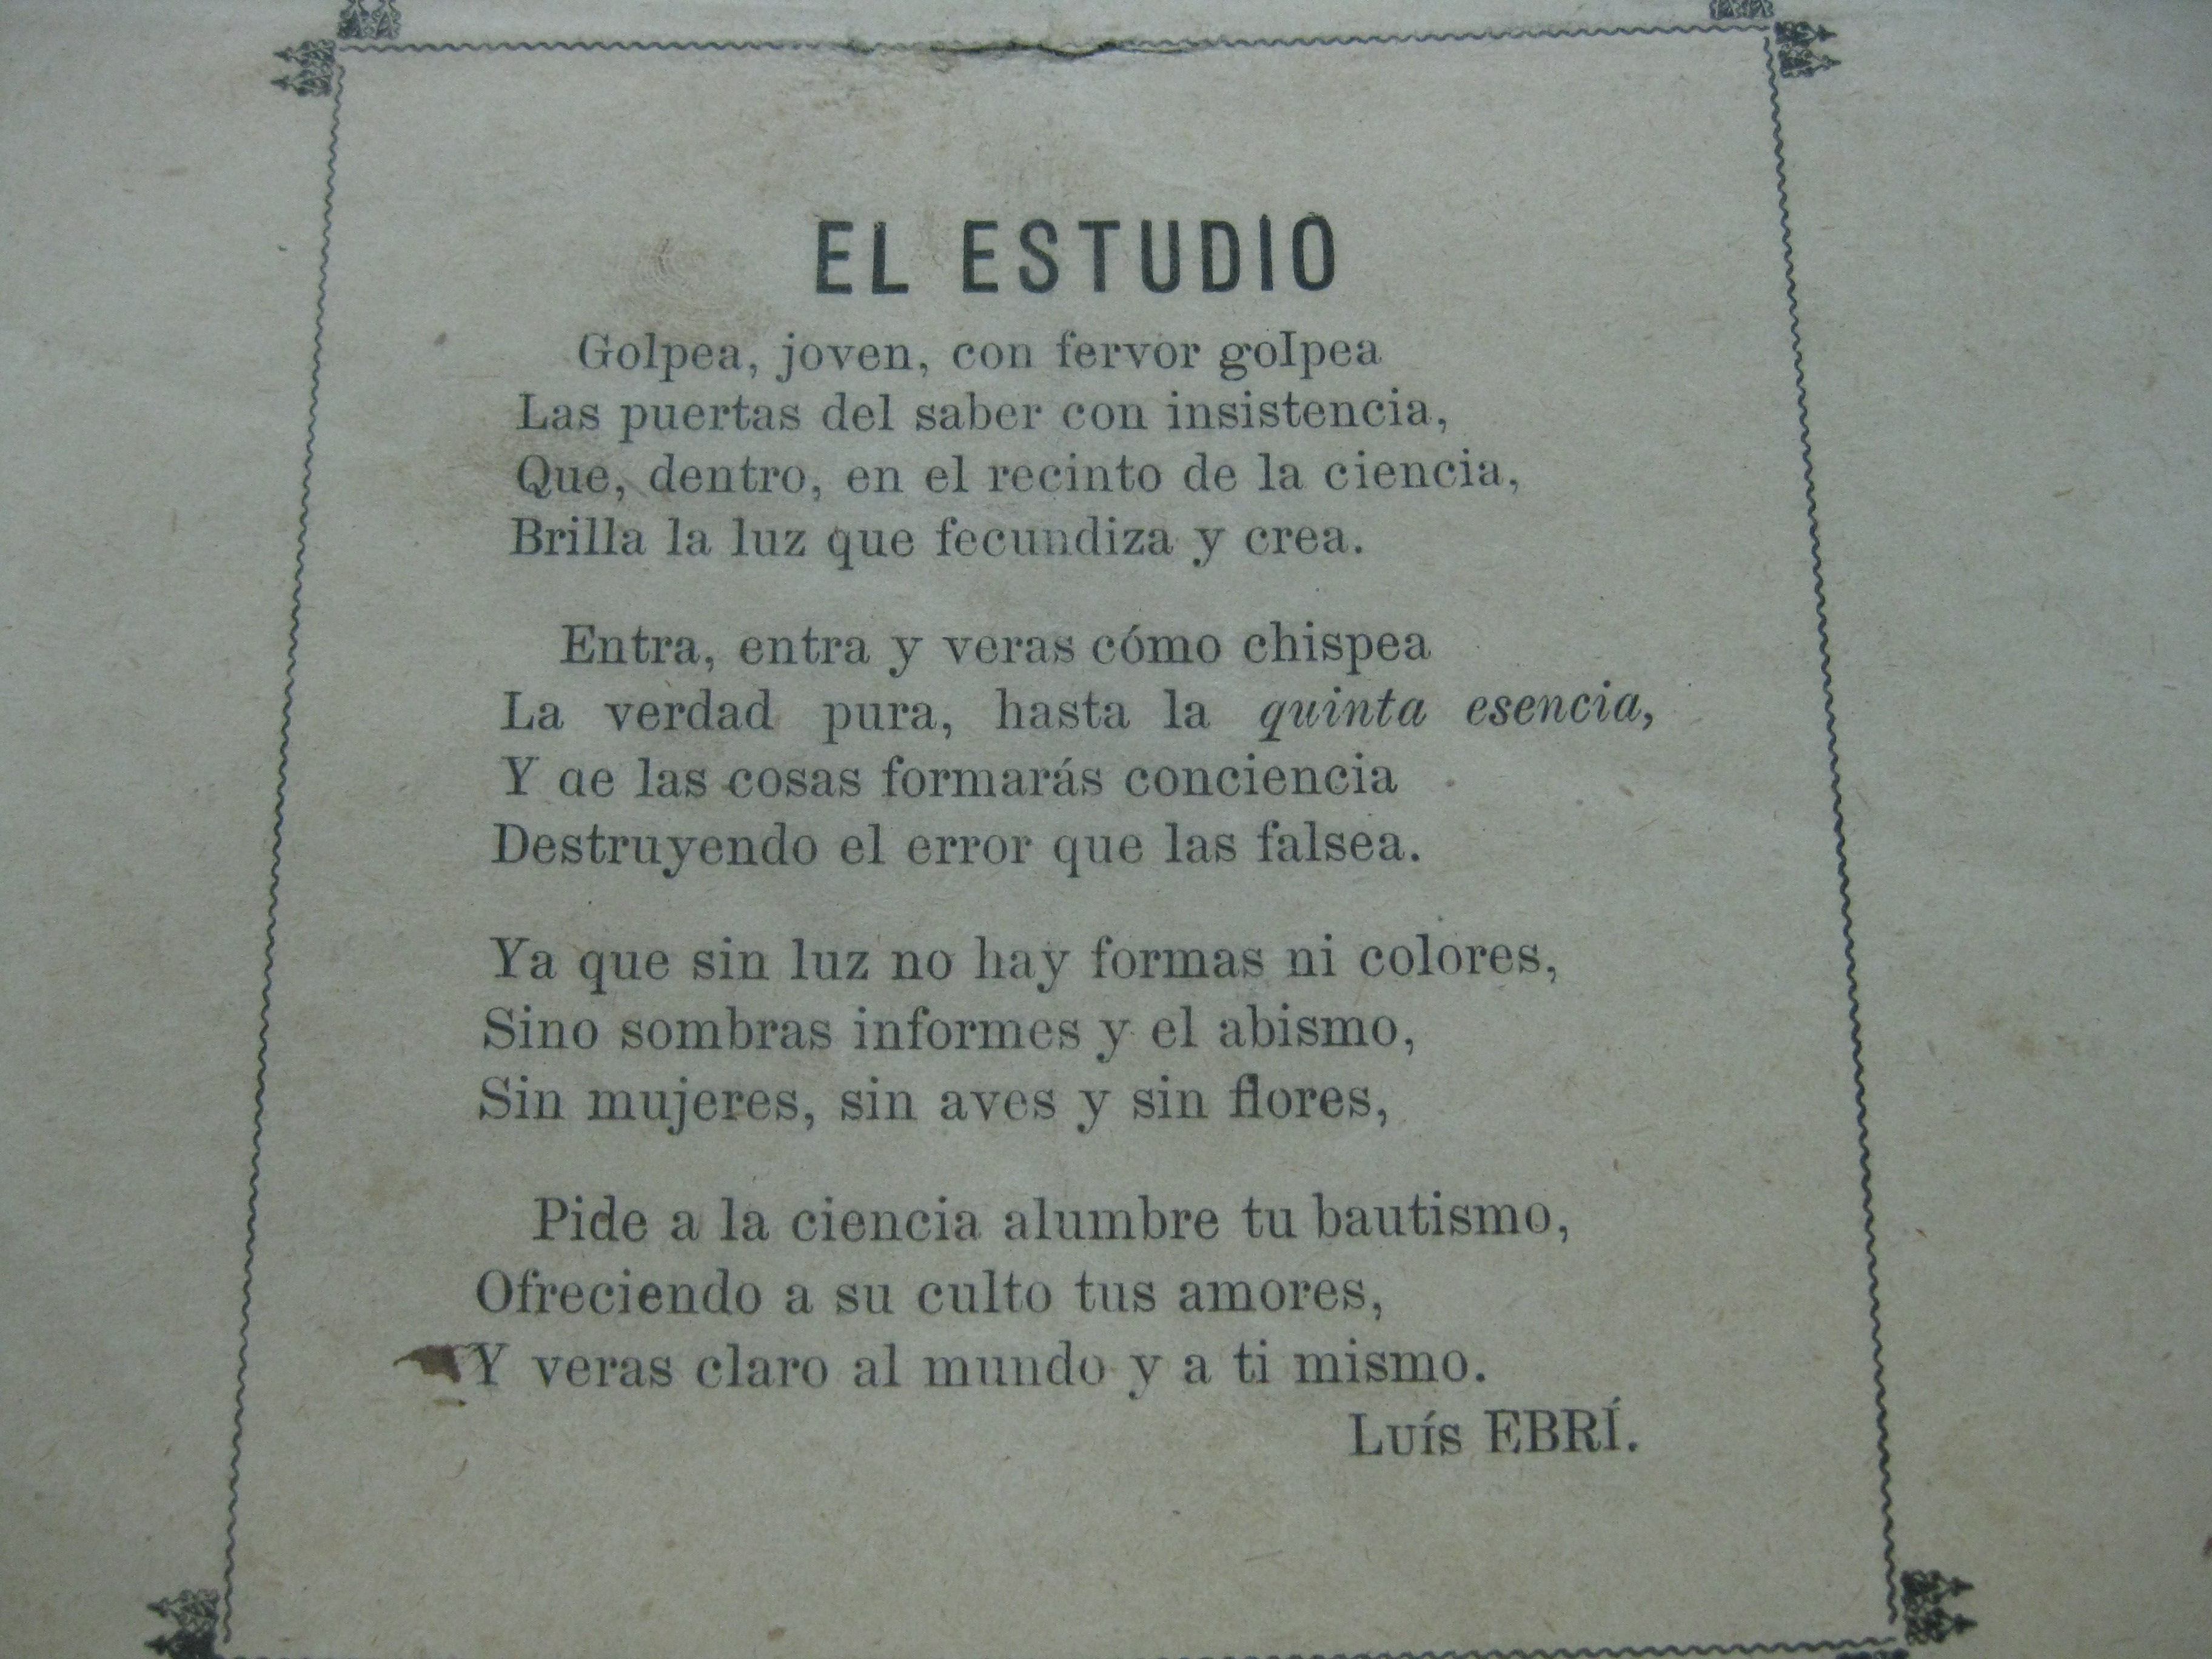 EL ESTUDIO
Golpea, joven, con fervor golpea
Las puertas del saber con insistencia,
Que, dentro, en el recinto de la ciencia,
Brilla la luz que fecundiza y crea.
Entra, entra y veras cómo chispea
La verdad pura, hasta la quinta esencia,
Y de las cosas formarás conciencia
Destruyendo el error que las falsea.
Ya que sin luz no hay formas ni colores,
Sino sombras informes y el abismo,
Sin mujeres, sin aves y sin flores,
Pide a la ciencia alumbre tu bautismo,
Ofreciendo a su culto tus amores,
Y veras claro al mundo y a ti mismo.
Luís EBRÍ.